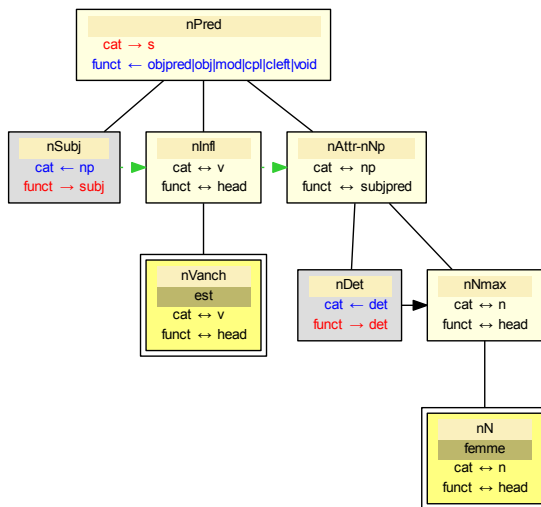 nPred
cat → s
funct ← objpred|obj|mod|cpl|cleft|void
nSubj
cat ← np
funct → subj
nInfl
cat ↔ v
funct ↔ head
nAttr-nNp
cat ↔ np
funct ↔ subjpred
nVanch
est
cat ↔ v
funct ↔ head
nDet
cat ← det
funct → det
nNmax
cat ↔ n
funct ↔ head
nN
femme
cat ↔ n
funct ↔ head